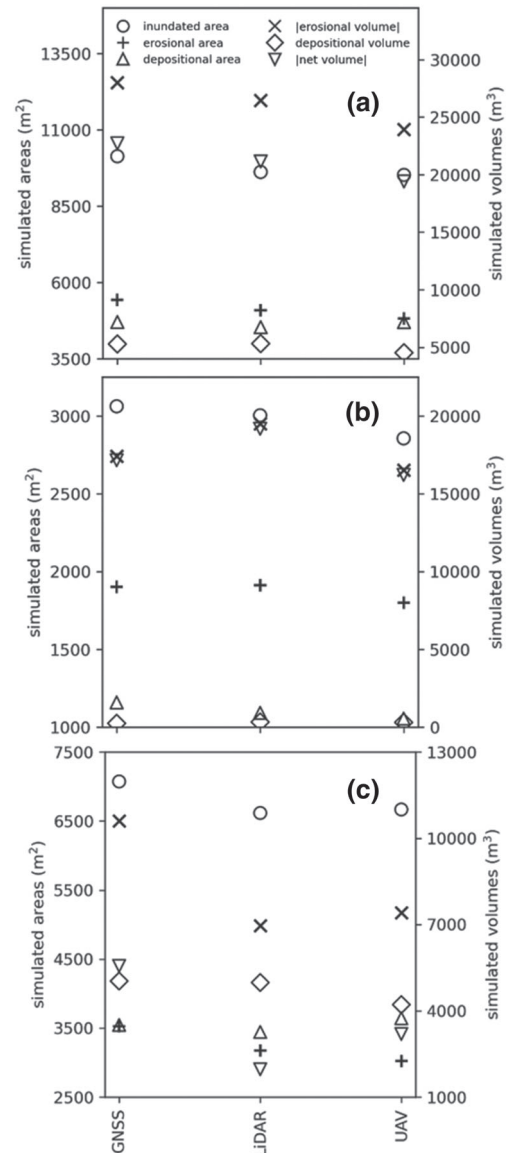 inundated area
erosional area
depositional area
|erosional volume|
depositional volume
|net volume|
(a)
13500
11000
8500
6000
3500
simulated areas (m²)
30000
25000
20000
15000
10000
5000
simulated volumes (m³)
(b)
3000
2500
2000
1500
1000
simulated areas (m²)
20000
15000
10000
5000
0
simulated volumes (m³)
(c)
7500
6500
5500
4500
3500
2500
simulated areas (m²)
13000
10000
7000
4000
1000
simulated volumes (m³)
GNSS
LiDAR
UAV